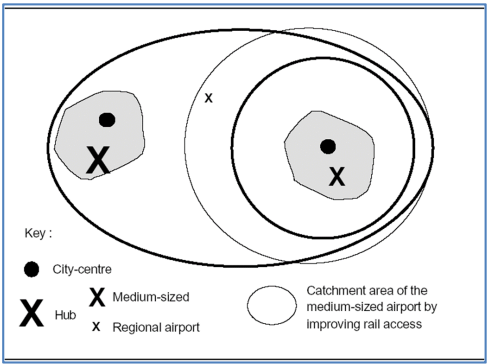 Key :
City-centre
X Hub
X Medium-sized
x Regional airport
Catchment area of the
medium-sized airport by
improving rail access
X
X
x